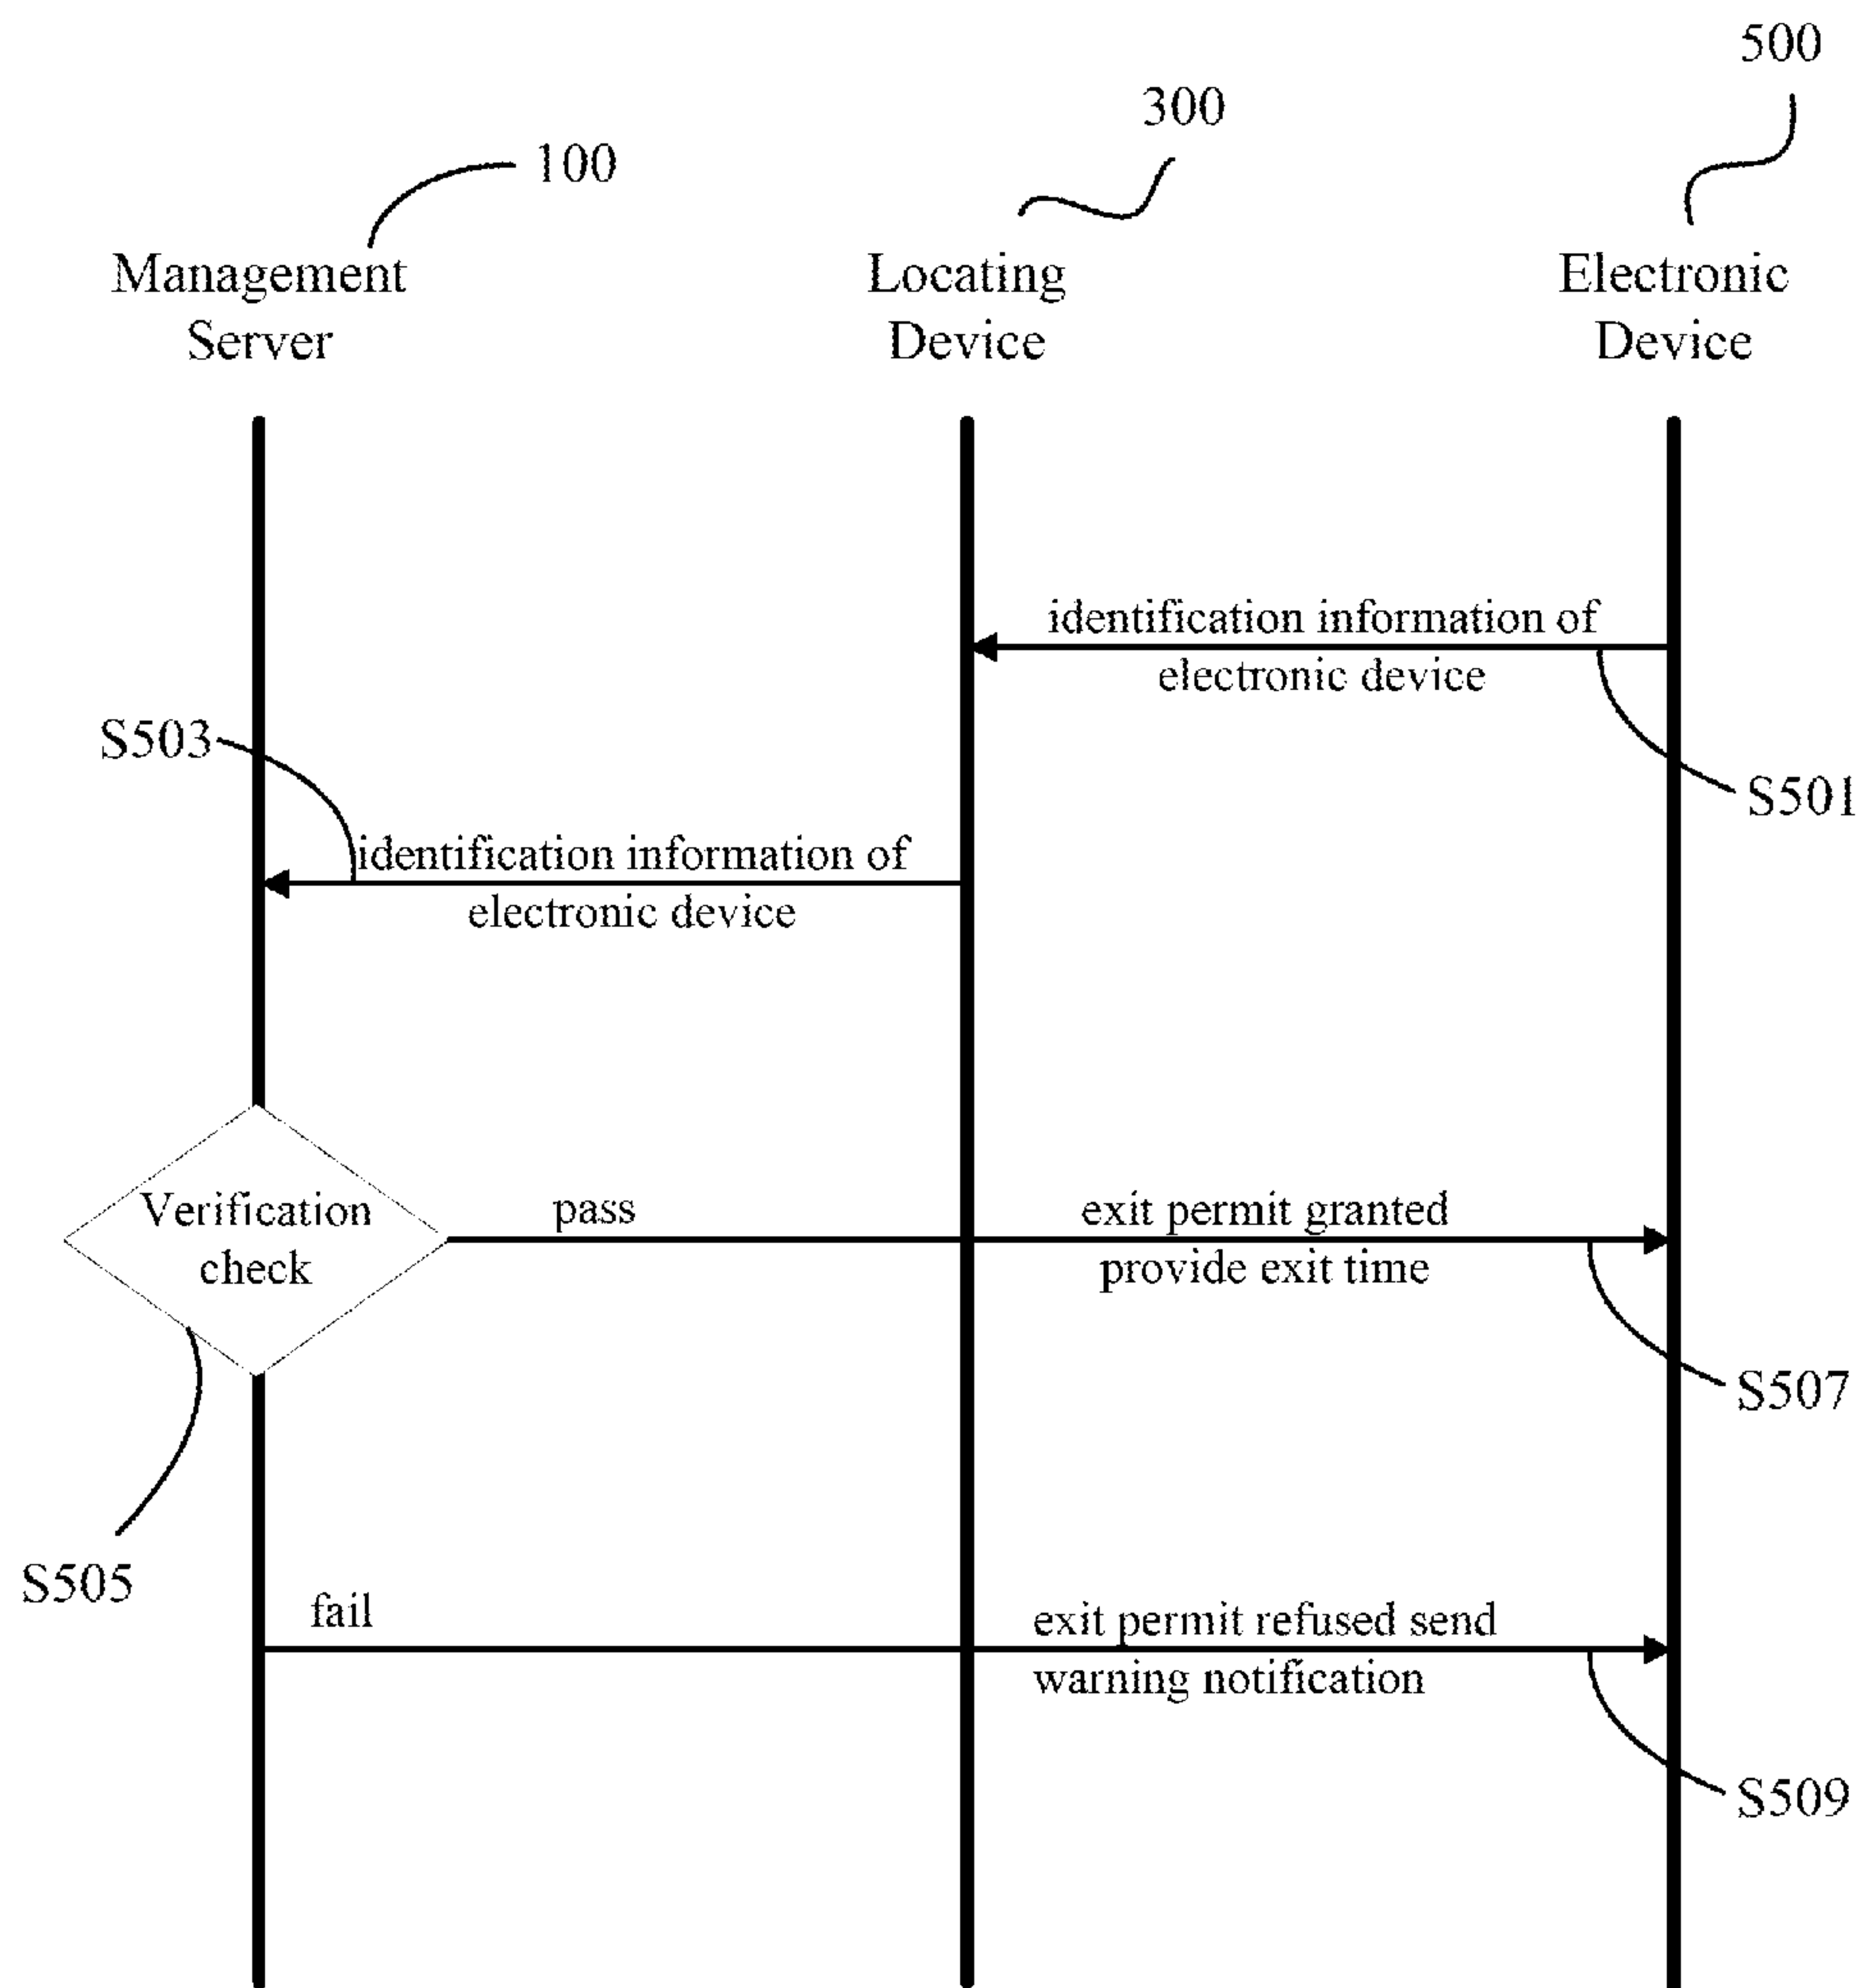 500
300
100
Management
Server
Locating
Device
Electronic
Device
identification information of
electronic device
S501
S503
identification information of
electronic device
Verification
check
pass
exit permit granted
provide exit time
S507
S505
fail
exit permit refused send
warning notification
S509